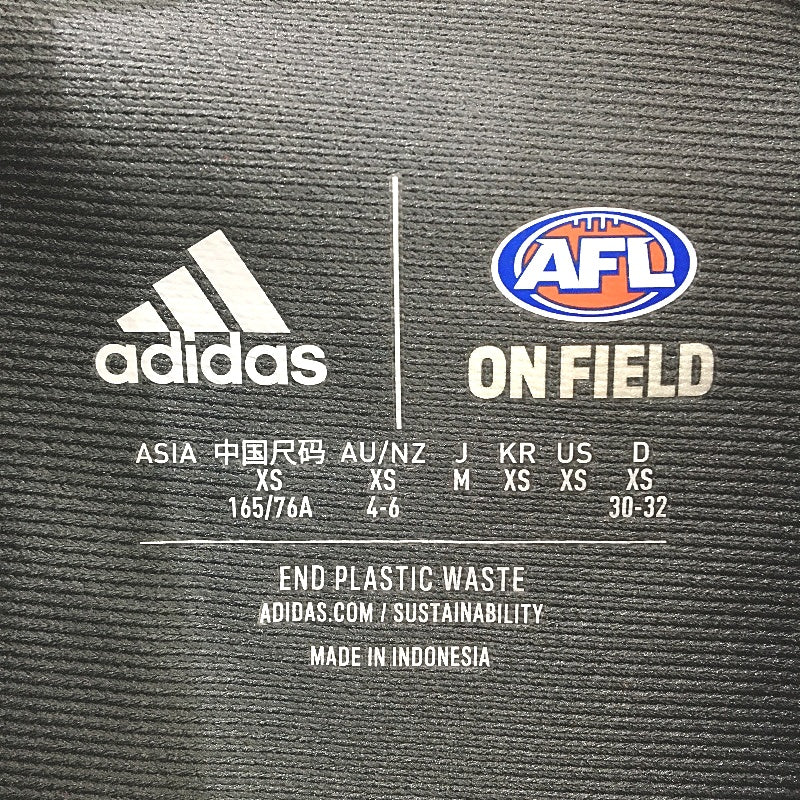 adidas
AFL
ON FIELD
ASIA 中国尺码 AU/NZ J KR US D
XS XS M XS XS XS
165/76A 4-6 30-32
END PLASTIC WASTE
ADIDAS.COM / SUSTAINABILITY
MADE IN INDONESIA